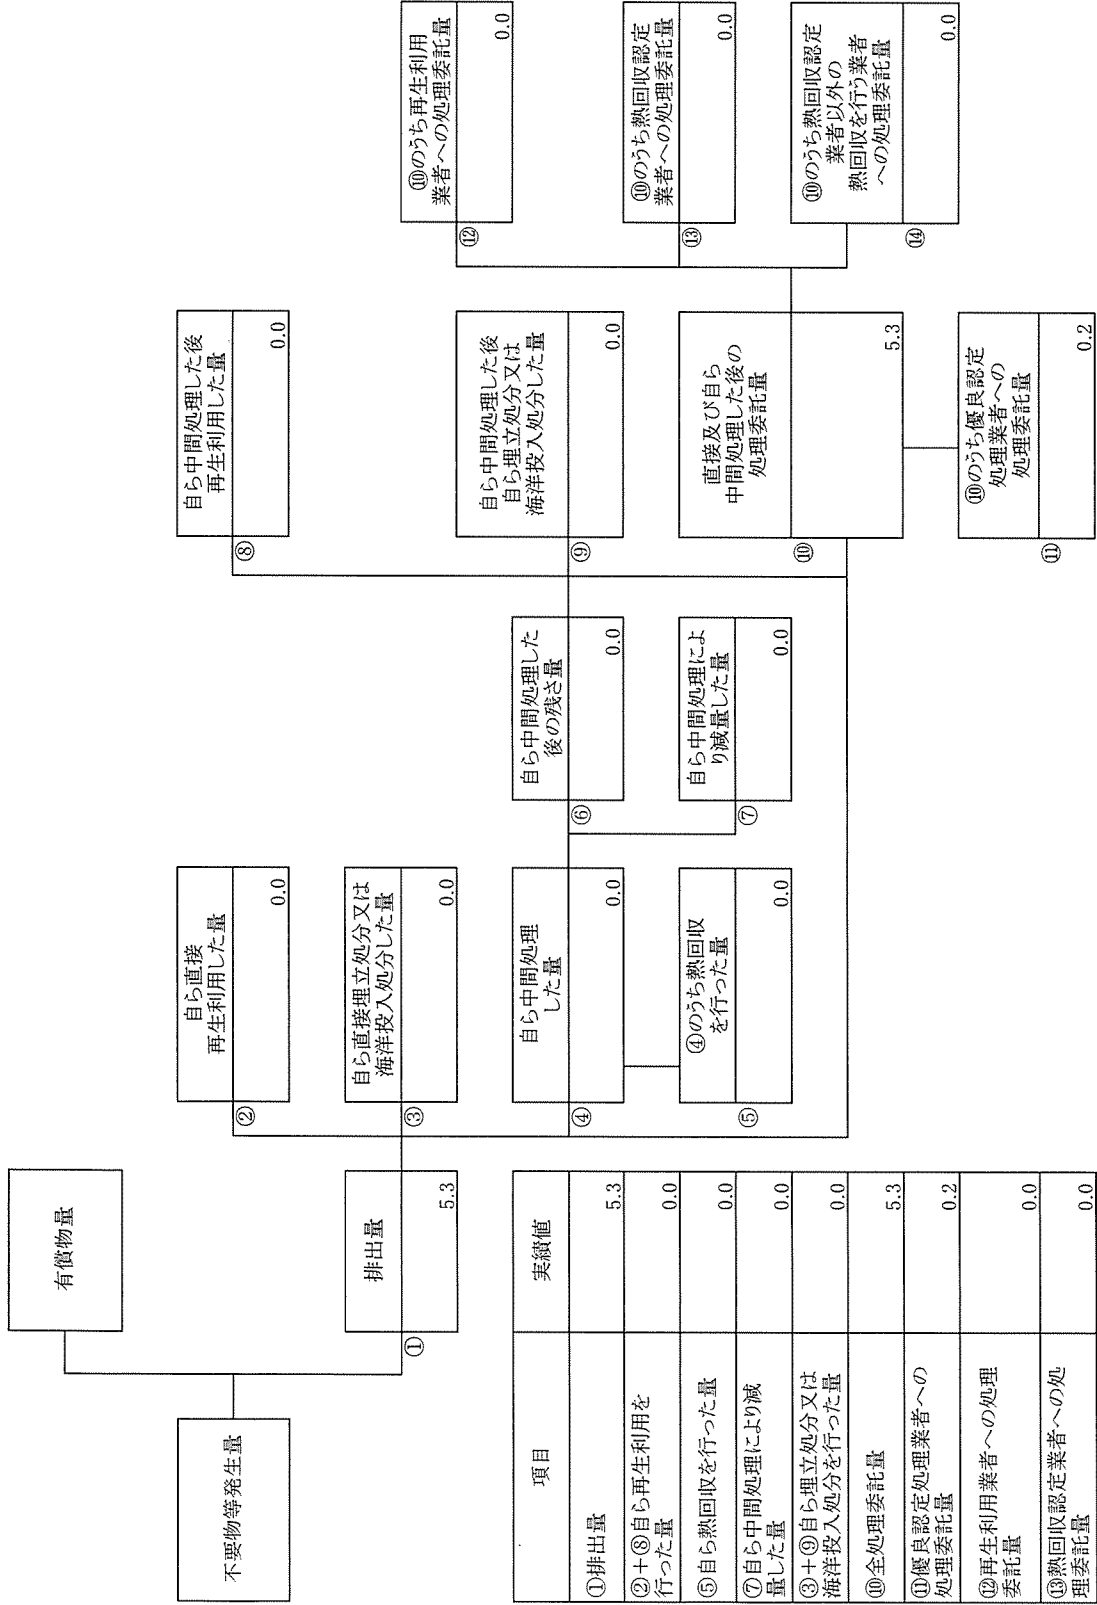 不要物等発生量
有償物量
排出量
①
5.3
自ら直接
再生利用した量
②
0.0
自ら直接埋立処分又は
海洋投入処分した量
③
0.0
自ら中間処理
した量
④
0.0
④のうち熱回収
を行った量
⑤
0.0
自ら中間処理した
後の残さ量
⑥
0.0
自ら中間処理によ
り減量した量
⑦
0.0
自ら中間処理した後
再生利用した量
⑧
0.0
自ら中間処理した後
自ら埋立処分又は
海洋投入処分した量
⑨
0.0
直接及び自ら
中間処理した後の
処理委託量
⑩
5.3
⑩のうち優良認定
処理業者への
処理委託量
⑪
0.2
⑩のうち再生利用
業者への処理委託量
⑫
0.0
⑩のうち熱回収認定
業者への処理委託量
⑬
0.0
⑩のうち熱回収認定
業者以外の
熱回収を行う業者
への処理委託量
⑭
0.0
項目 実績値
①排出量 5.3
②+⑧自ら再生利用を
行った量 0.0
⑤自ら熱回収を行った量 0.0
⑦自ら中間処理により減
量した量 0.0
③+⑨自ら埋立処分又は
海洋投入処分を行った量 0.0
⑩全処理委託量 5.3
⑪優良認定処理業者への
処理委託量 0.2
⑫再生利用業者への処理
委託量 0.0
⑬熱回収認定業者への処
理委託量 0.0